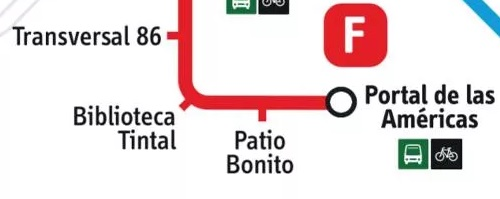 Transversal 86
F
Portal de las
Américas
Biblioteca
Tintal
Patio
Bonito